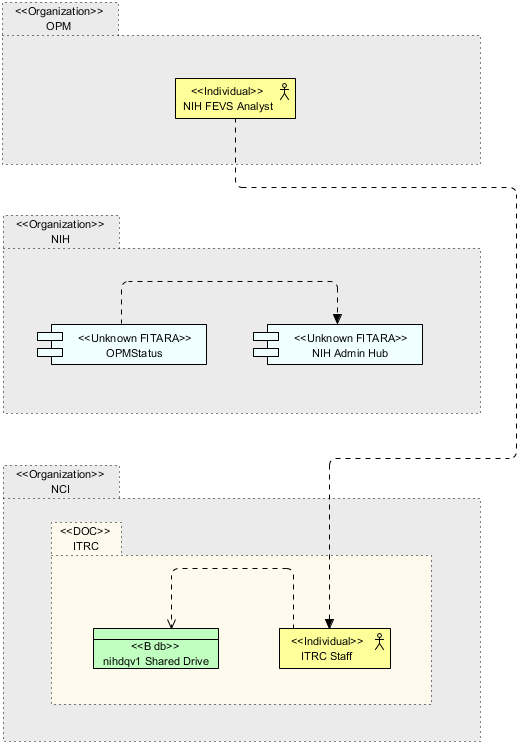 <<Organization>>
OPM
<<Individual>>
NIH FEVS Analyst
<<Organization>>
NIH
<<Unknown FITARA>>
OPMStatus
<<Unknown FITARA>>
NIH Admin Hub
<<Organization>>
NCI
<<DOC>>
ITRC
<<B db>>
nihdqv1 Shared Drive
<<Individual>>
ITRC Staff